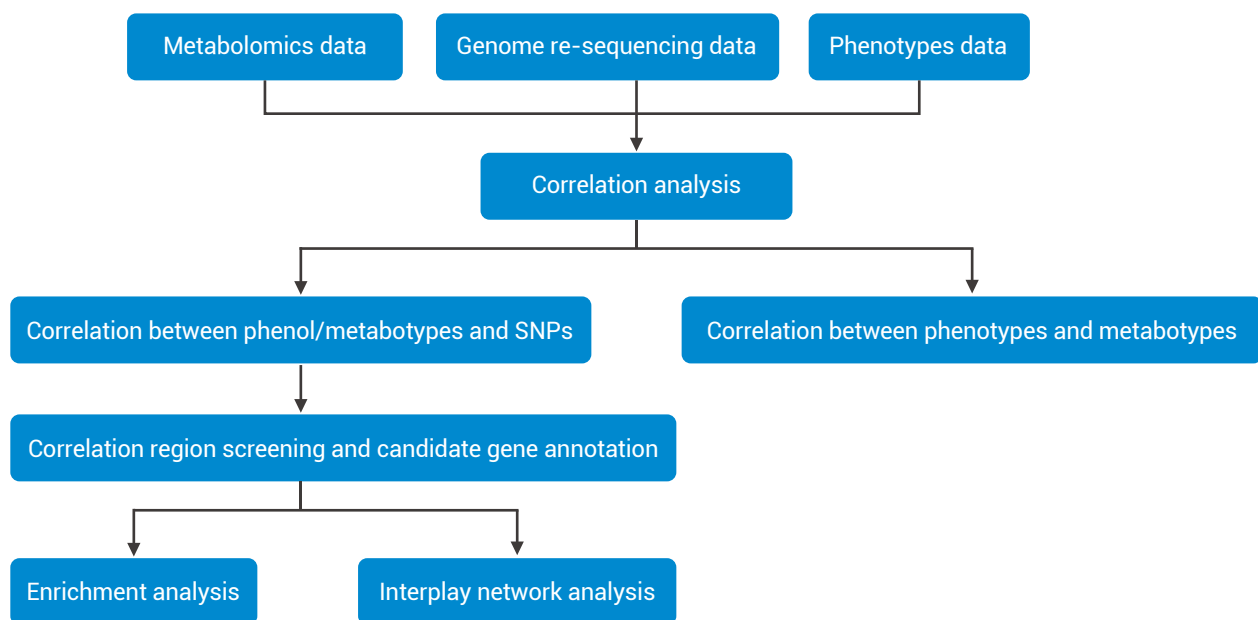 Metabolomics data
Genome re-sequencing data
Phenotypes data
Correlation analysis
Correlation between phenol/metabotypes and SNPs
Correlation between phenotypes and metabotypes
Correlation region screening and candidate gene annotation
Enrichment analysis
Interplay network analysis